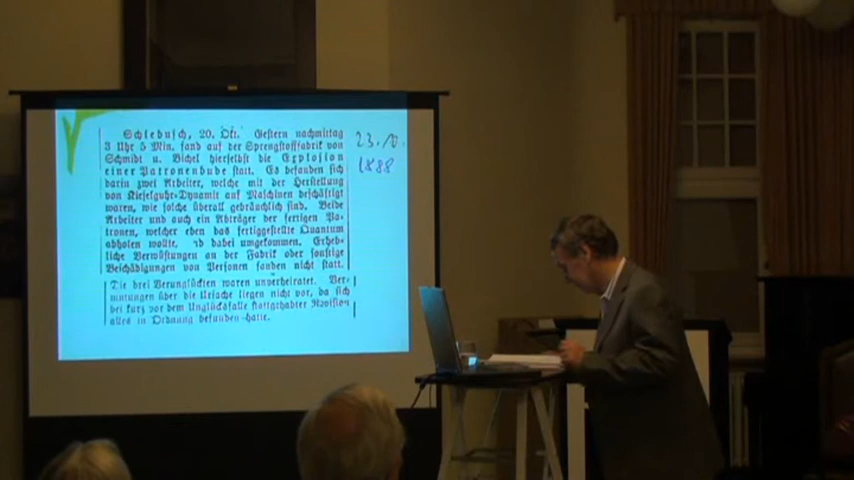 Schlebusch, 20. Okt. Gestern nachmittag
3 Uhr 5 Min. fand auf der Sprengstofffabrik von
Schmidt u. Bichel hierselbst die Explosion
einer Patronenbude statt. Es befanden sich
darin zwei Arbeiter, welche mit der Herstellung
von Kieselguhr-Dynamit auf Maschinen beschäftigt
waren, wie solche überall gebräuchlich sind. Beide
Arbeiter und auch ein Abträger der fertigen Pa-
tronen, welcher eben das fertiggestellte Quantum
abholen wollte, dabei umgekommen. Erheb-
liche Verwüstungen an der Fabrik oder sonstige
Beschädigungen von Personen fanden nicht statt.
Die drei Verunglückten waren unverheiratet. Ver-
mutungen über die Ursache liegen nicht vor, da sich
bei kurz vor dem Unglücksfalle stattgehabter Revision
alles in Ordnung befunden hatte.
23.10
1888